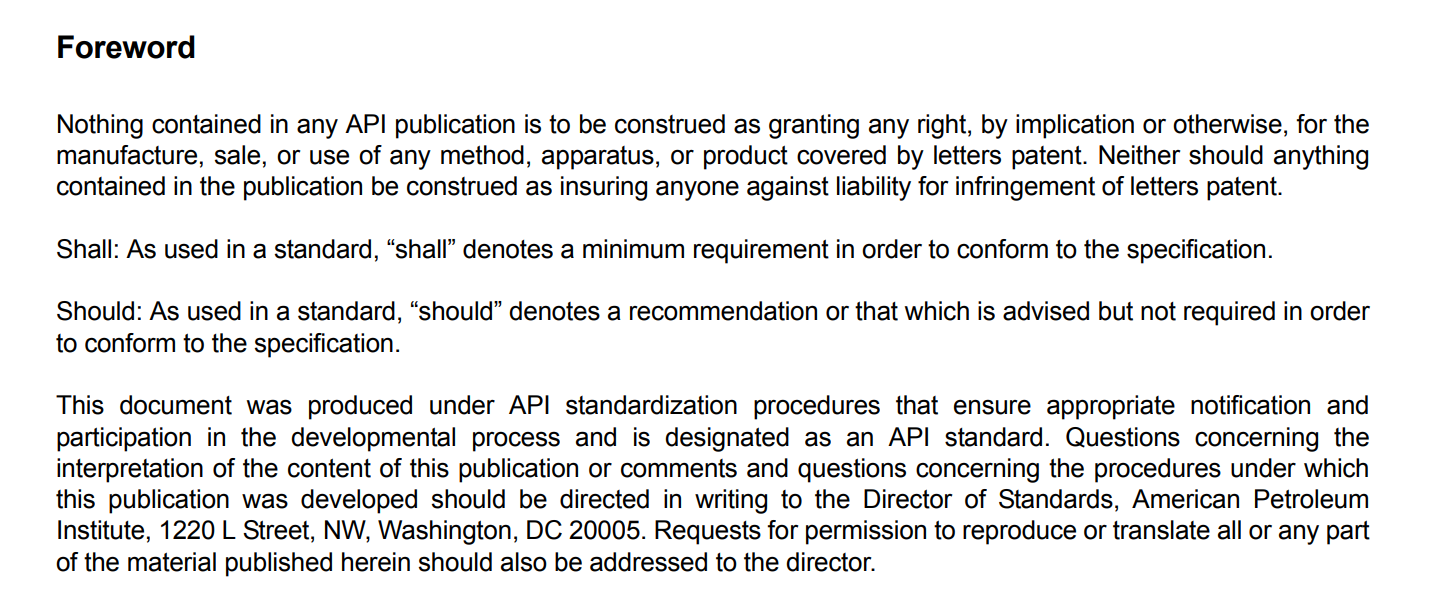 Foreword
Nothing contained in any API publication is to be construed as granting any right, by implication or otherwise, for the
manufacture, sale, or use of any method, apparatus, or product covered by letters patent. Neither should anything
contained in the publication be construed as insuring anyone against liability for infringement of letters patent.
Shall: As used in a standard, “shall” denotes a minimum requirement in order to conform to the specification.
Should: As used in a standard, “should” denotes a recommendation or that which is advised but not required in order
to conform to the specification.
This document was produced under API standardization procedures that ensure appropriate notification and
participation in the developmental process and is designated as an API standard. Questions concerning the
interpretation of the content of this publication or comments and questions concerning the procedures under which
this publication was developed should be directed in writing to the Director of Standards, American Petroleum
Institute, 1220 L Street, NW, Washington, DC 20005. Requests for permission to reproduce or translate all or any part
of the material published herein should also be addressed to the director.